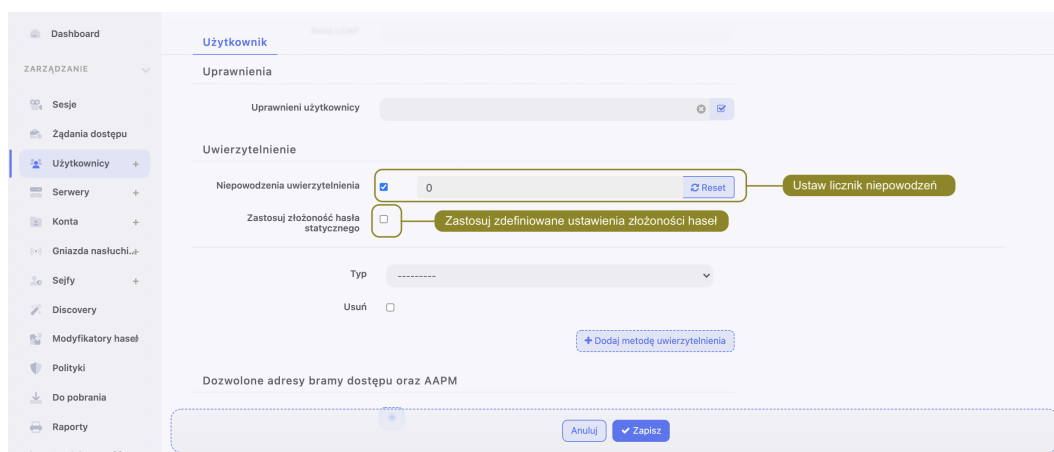 Dashboard
Użytkownik
ZARZĄDZANIE
Uprawnienia
Sesje
Uprawnieni użytkownicy
Żądania dostępu
Uwierzytelnienie
Użytkownicy +
Niepowodzenia uwierzytelnienia 0 Reset
Ustaw licznik niepowodzeń
Serwery +
Konta +
Zastosuj złożoność hasła statycznego
Zastosuj zdefiniowane ustawienia złożoności haseł
Gniazda nasłuchi..+
Sejfy +
Typ ---------
Discovery
Usuń
Modyfikatory haseł
+ Dodaj metodę uwierzytelnienia
Polityki
Dozwolone adresy bramy dostępu oraz AAPM
Do pobrania
Raporty
Anuluj Zapisz